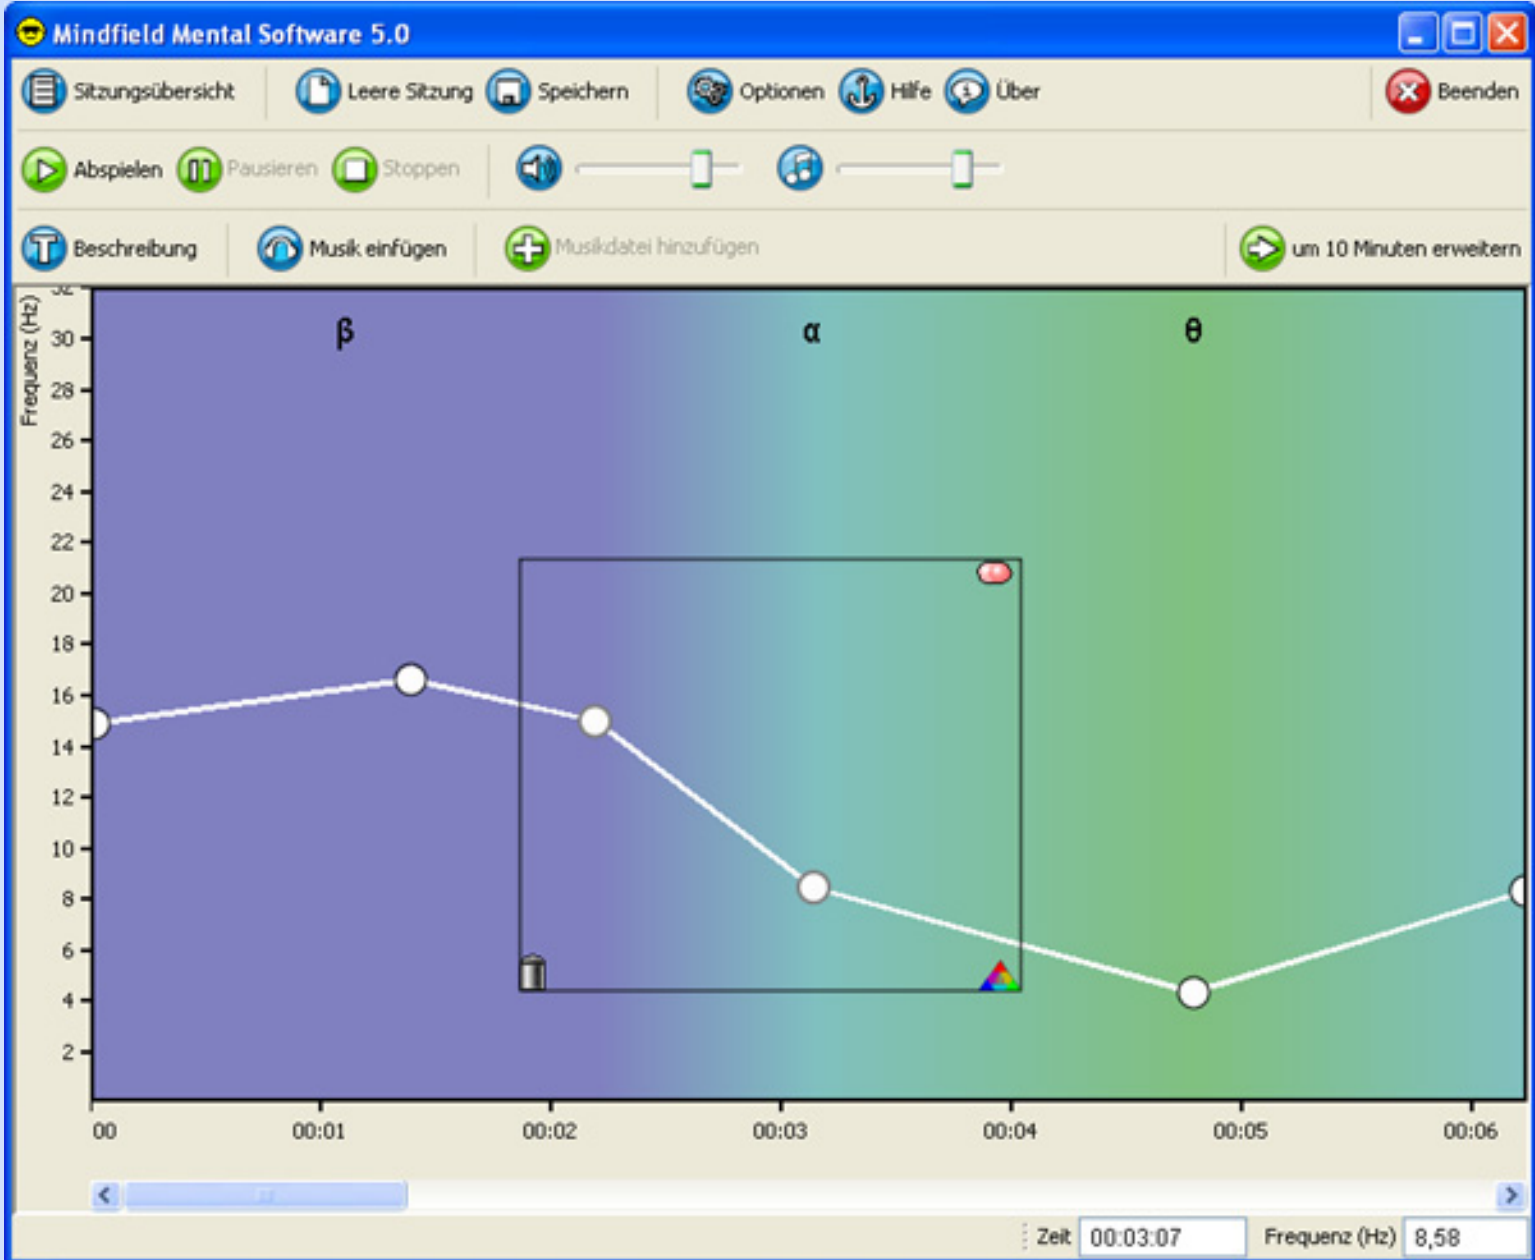 Mindfield Mental Software 5.0
Sitzungsübersicht Leere Sitzung Speichern Optionen Hilfe Über Beenden
Abspielen Pausieren Stoppen
Beschreibung Musik einfügen Musikdatei hinzufügen um 10 Minuten erweitern
Frequenz (Hz)
32
β α θ
30
28
26
24
22
20
18
16
14
12
10
8
6
4
2
00 00:01 00:02 00:03 00:04 00:05 00:06
Zeit 00:03:07 Frequenz (Hz) 8,58